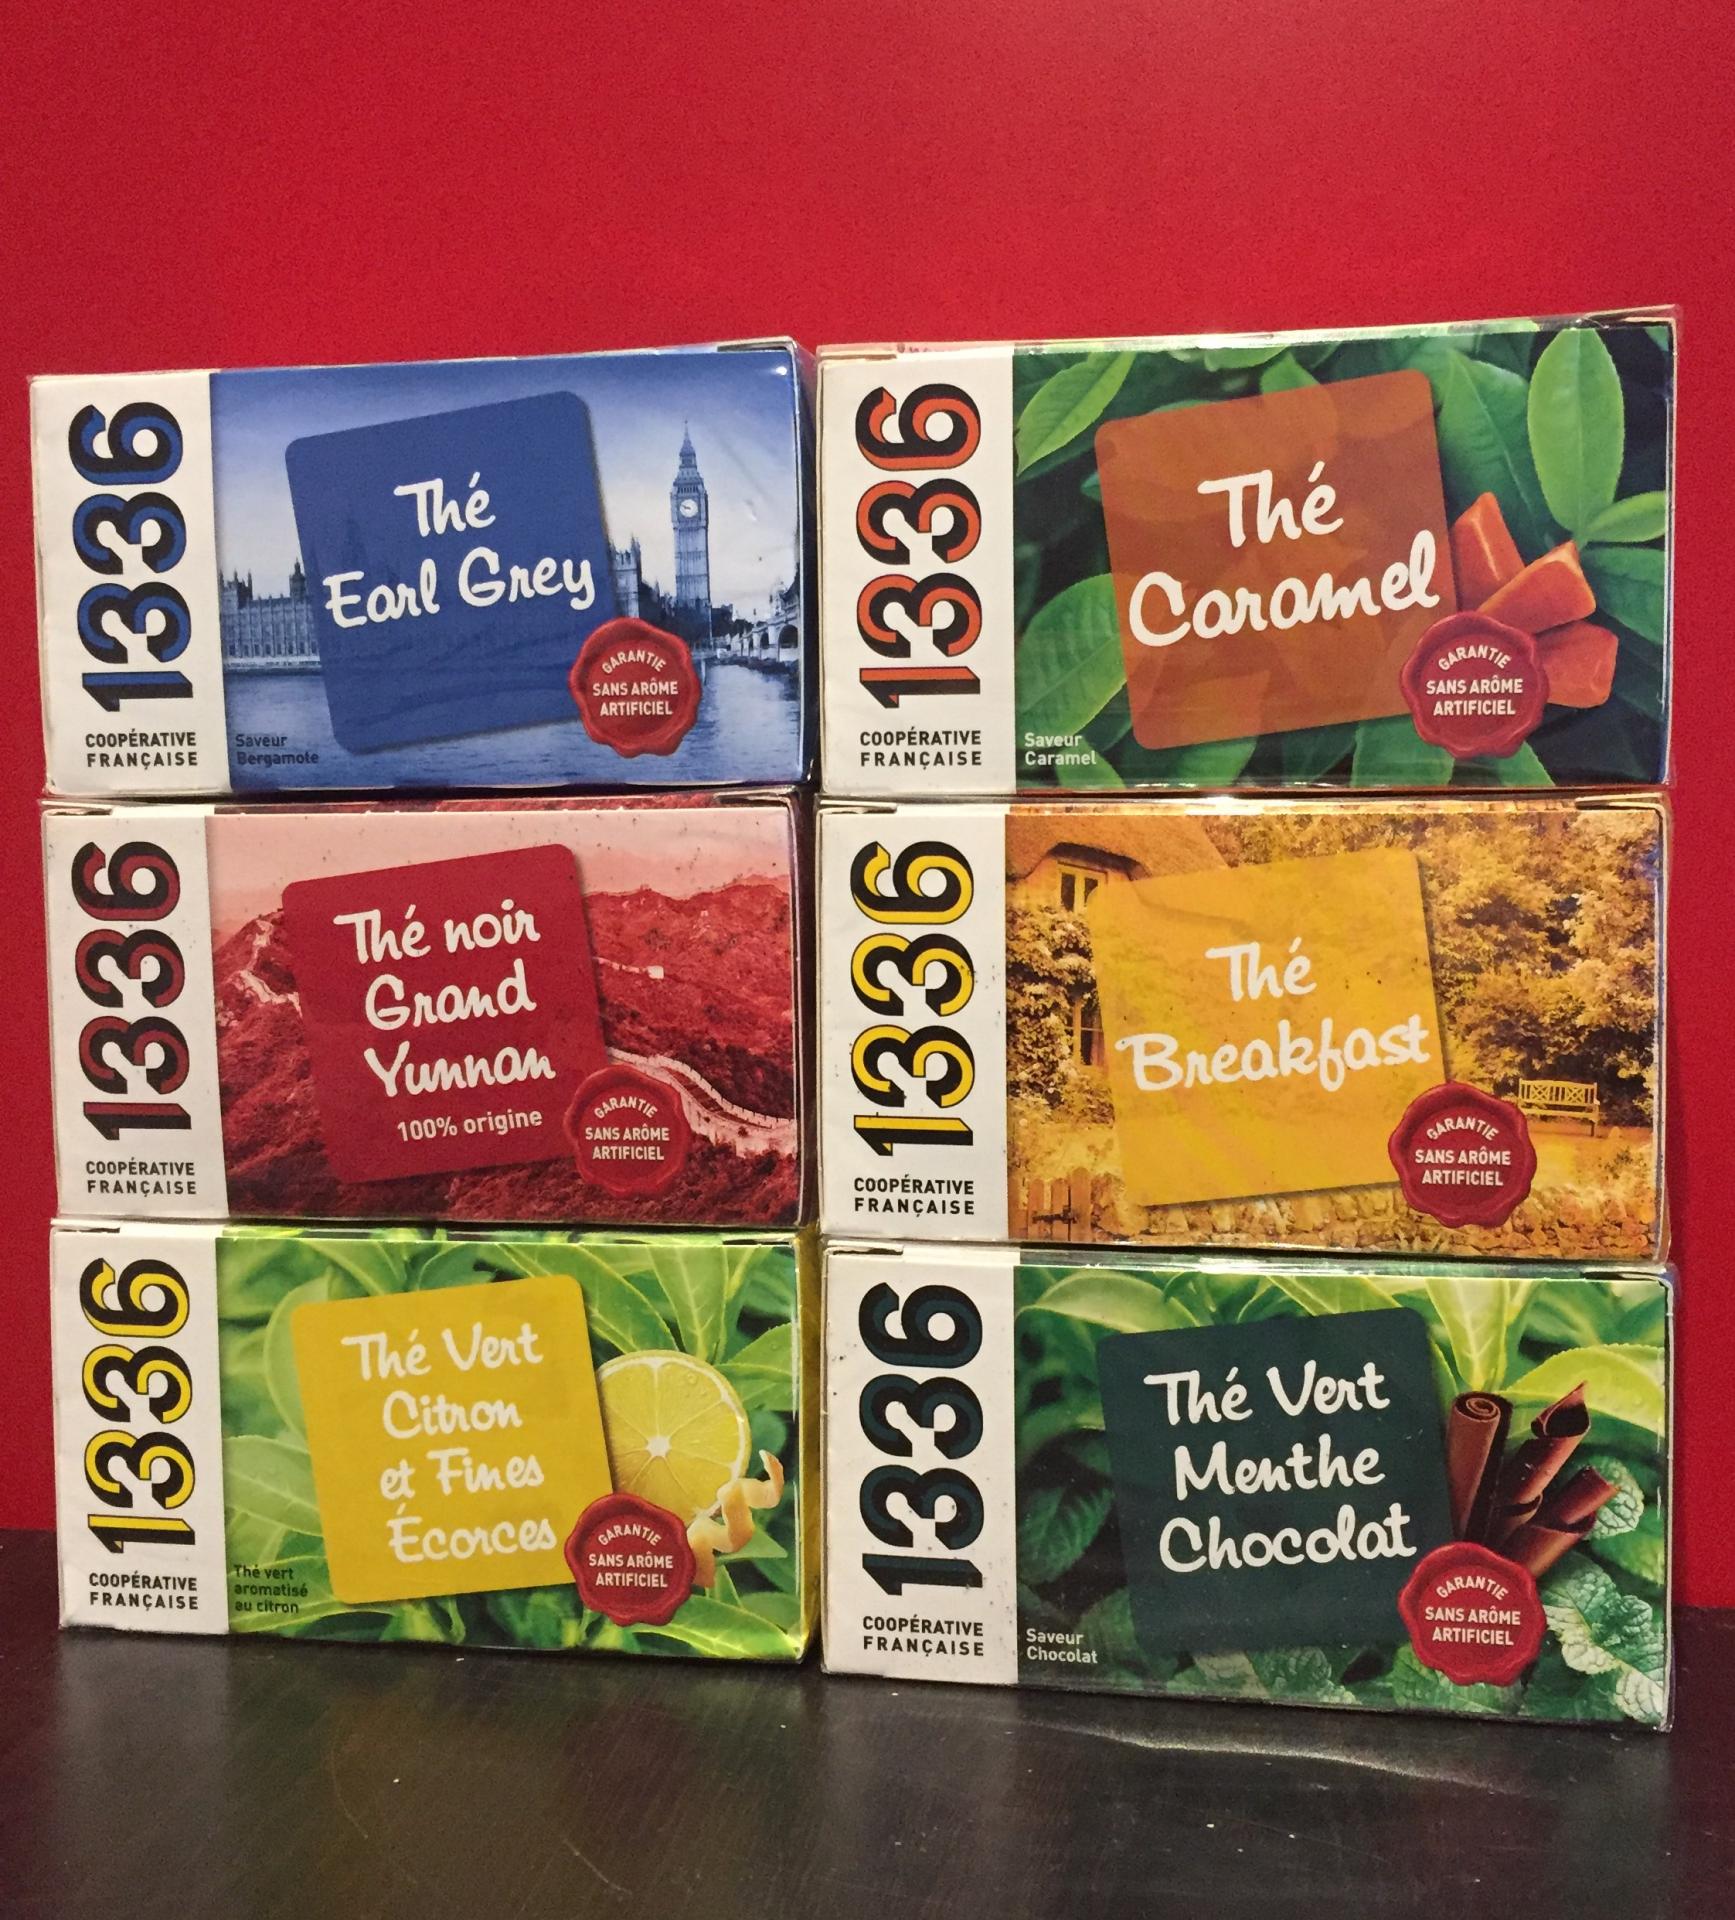 1336
COOPÉRATIVE
FRANÇAISE
Thé
Earl Grey
Saveur
Bergamote
GARANTIE
SANS ARÔME
ARTIFICIEL
1336
COOPÉRATIVE
FRANÇAISE
Thé
Caramel
Saveur
Caramel
GARANTIE
SANS ARÔME
ARTIFICIEL
1336
COOPÉRATIVE
FRANÇAISE
Thé noir
Grand
Yunnan
100% origine
GARANTIE
SANS ARÔME
ARTIFICIEL
1336
COOPÉRATIVE
FRANÇAISE
Thé
Breakfast
GARANTIE
SANS ARÔME
ARTIFICIEL
1336
COOPÉRATIVE
FRANÇAISE
Thé Vert
Citron
et Fines
Écorces
Thé vert
aromatisé
au citron
GARANTIE
SANS ARÔME
ARTIFICIEL
1336
COOPÉRATIVE
FRANÇAISE
Thé Vert
Menthe
Chocolat
Saveur
Chocolat
GARANTIE
SANS ARÔME
ARTIFICIEL